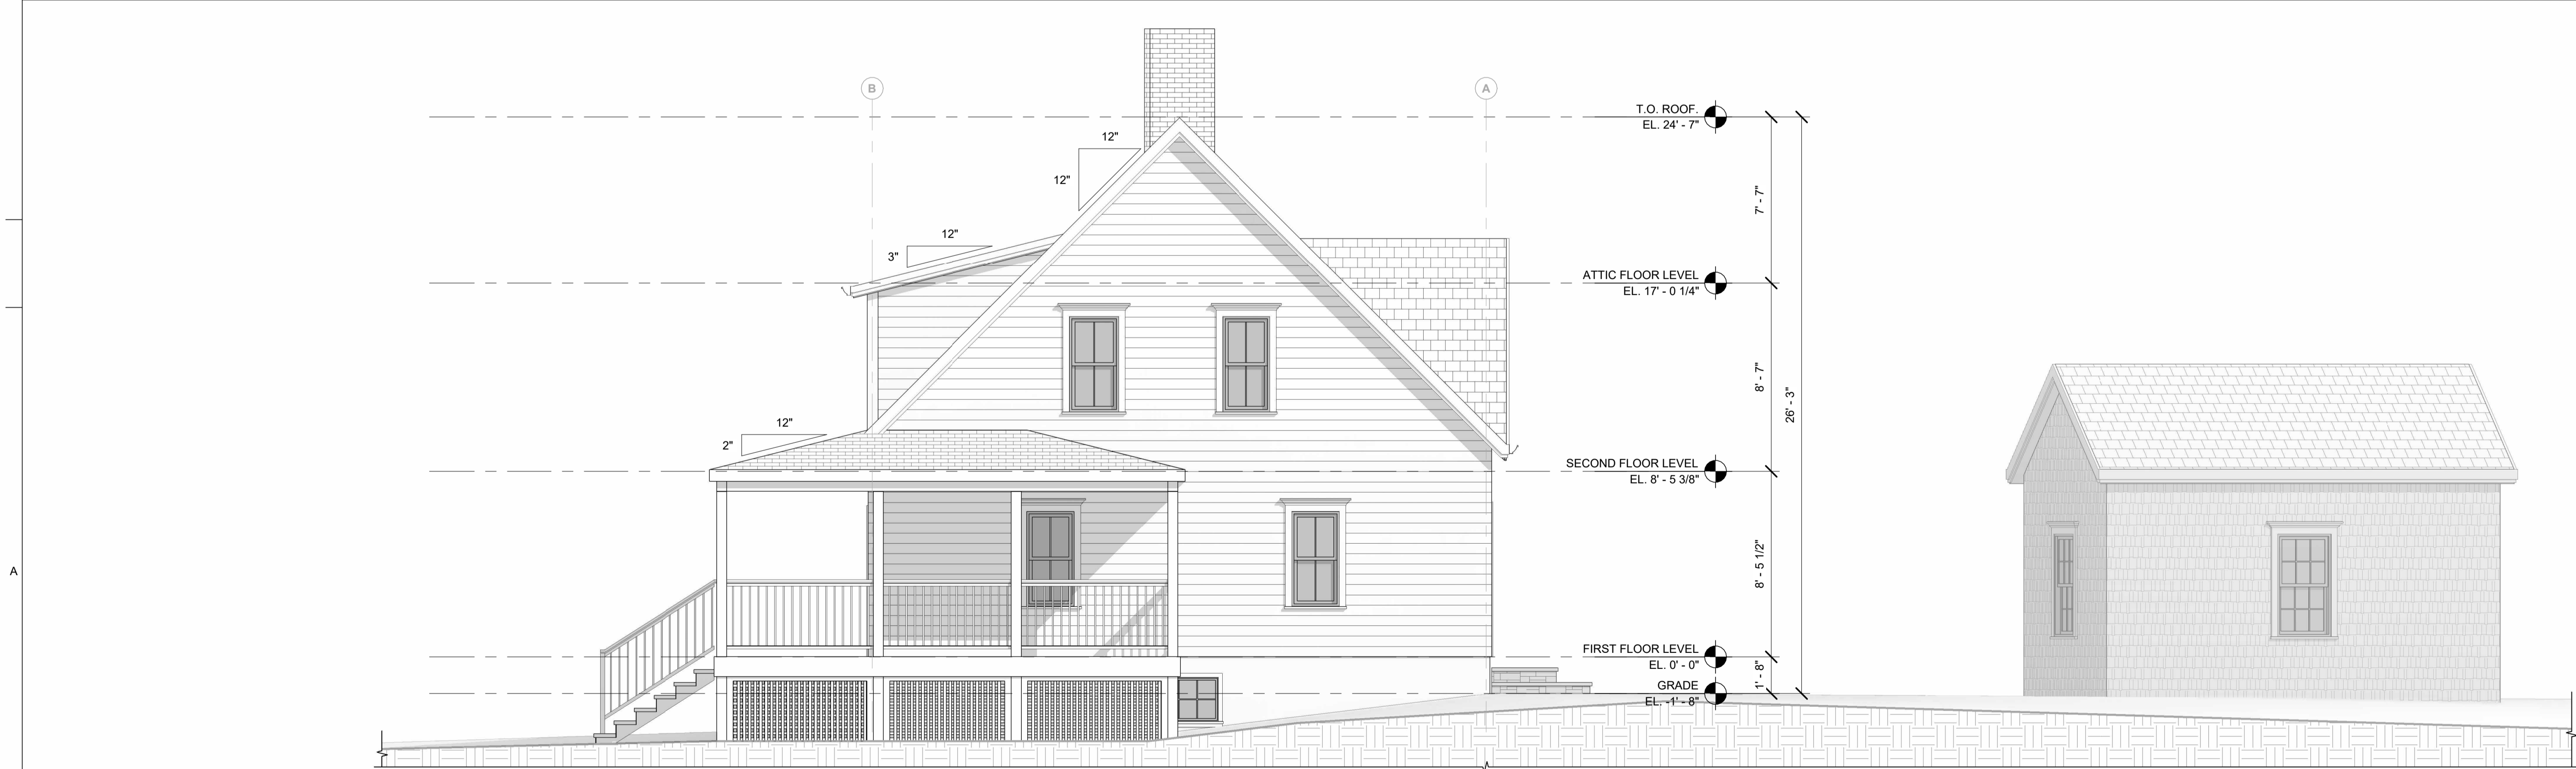 B
A
T.O. ROOF.
EL. 24' - 7"
12"
12"
7' - 7"
12"
3"
ATTIC FLOOR LEVEL
EL. 17' - 0 1/4"
8' - 7"
26' - 3"
12"
2"
SECOND FLOOR LEVEL
EL. 8' - 5 3/8"
8' - 5 1/2"
A
FIRST FLOOR LEVEL
EL. 0' - 0"
1' - 8"
GRADE
EL. -1' - 8"